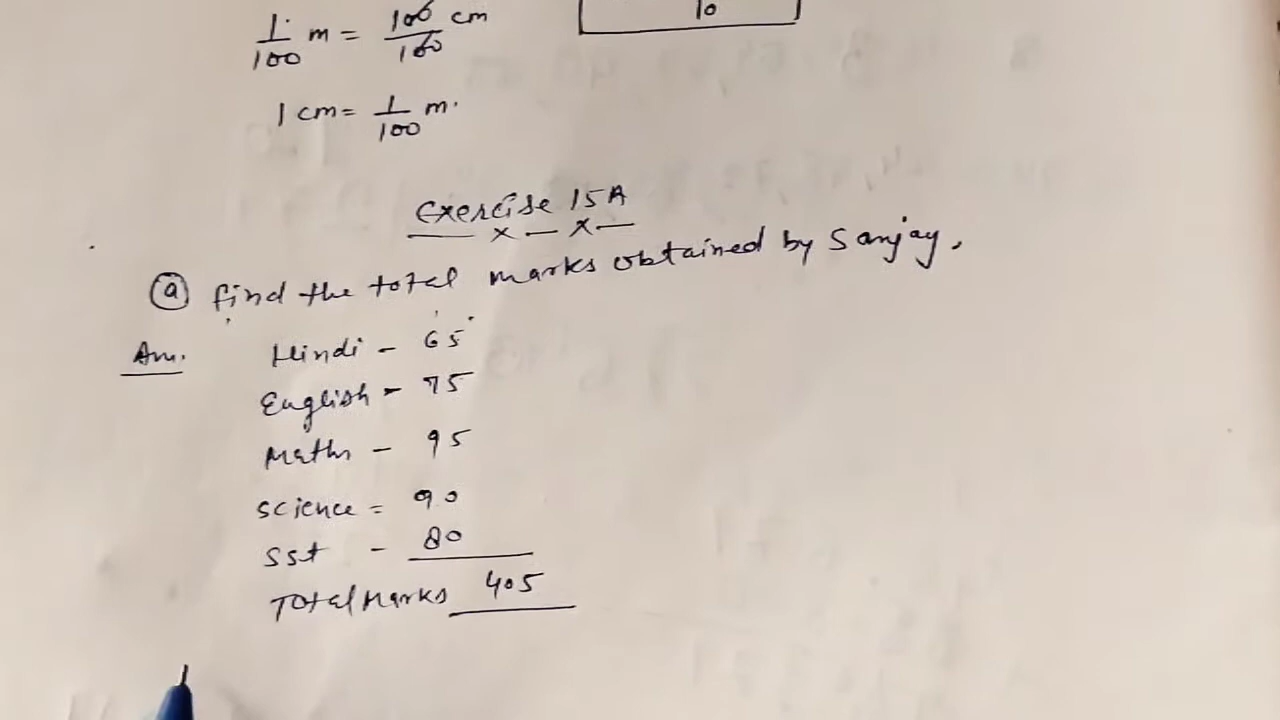 1/100 m = 100/100 cm
10
1 cm = 1/100 m.
Exercise 15A
(a) find the total marks obtained by Sanjay.
Ans.
Hindi - 65
English - 75
Maths - 95
Science = 90
SSt - 80
Total Marks 405